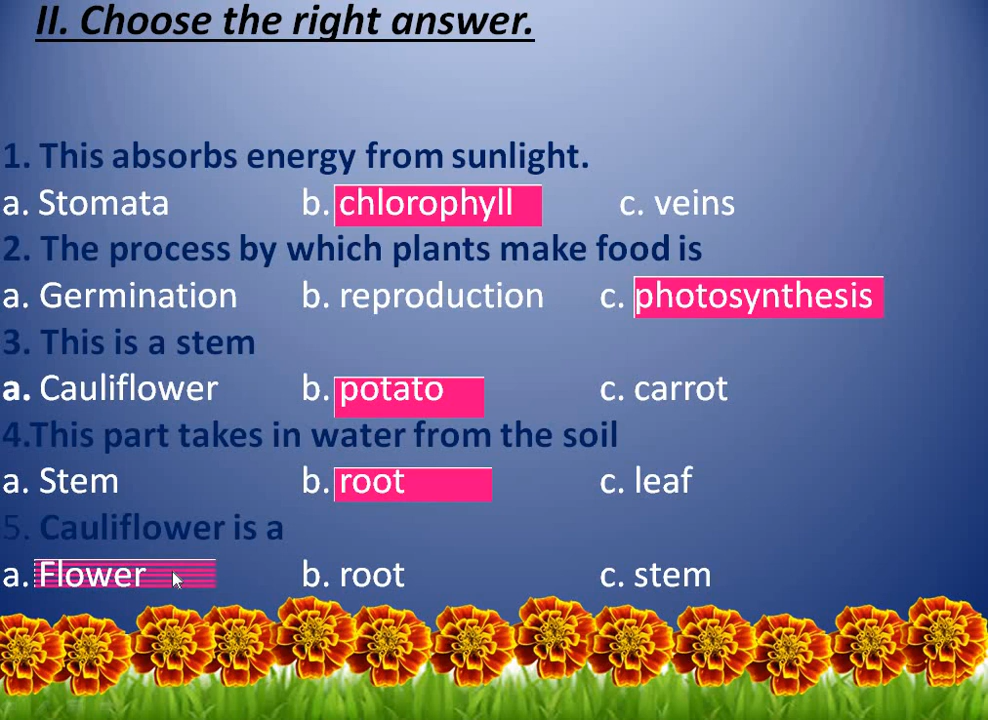 II. Choose the right answer.
1. This absorbs energy from sunlight.
a. Stomata b. chlorophyll c. veins
2. The process by which plants make food is
a. Germination b. reproduction c. photosynthesis
3. This is a stem
a. Cauliflower b. potato c. carrot
4.This part takes in water from the soil
a. Stem b. root c. leaf
5. Cauliflower is a
a. Flower b. root c. stem